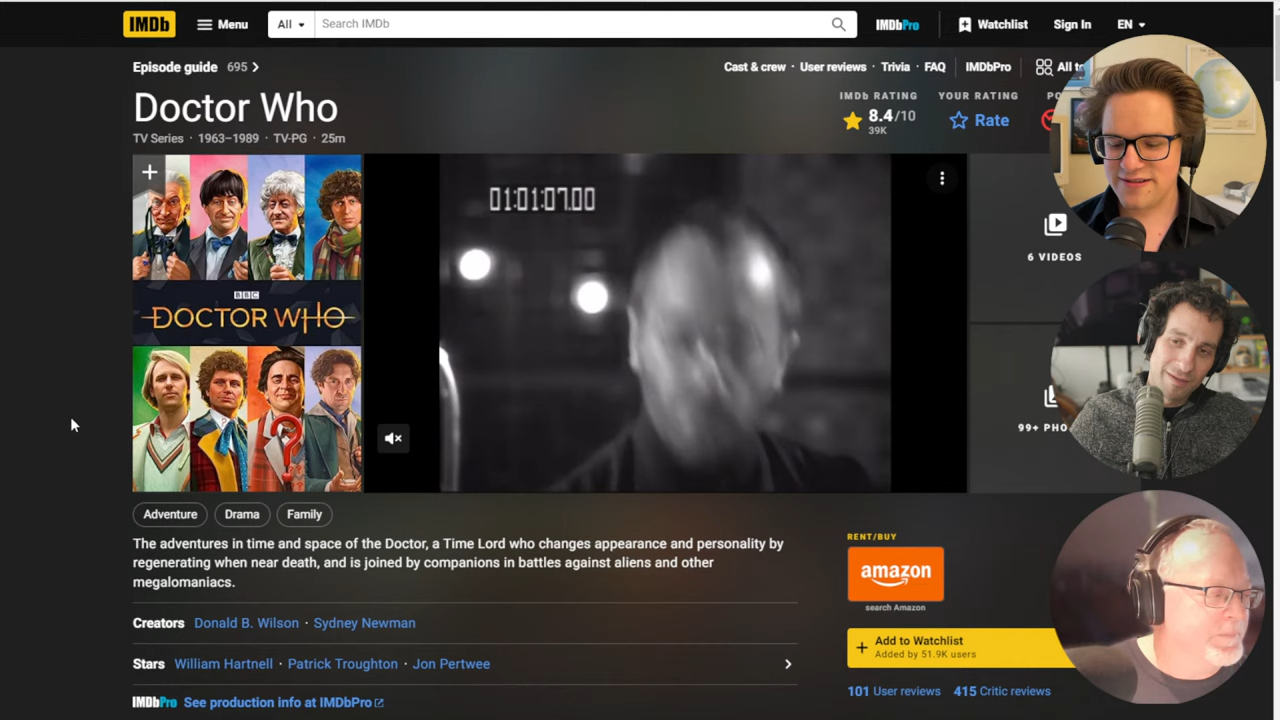 IMDb
Menu
All
Search IMDb
IMDbPro
Watchlist
Sign In
EN
Episode guide 695
Cast & crew · User reviews · Trivia · FAQ
IMDbPro
All
Doctor Who
TV Series · 1963–1989 · TV-PG · 25m
IMDb RATING
8.4/10
39K
YOUR RATING
Rate
PO
01:01:07.00
BBC
DOCTOR WHO
6 VIDEOS
99+ PHO
Adventure
Drama
Family
The adventures in time and space of the Doctor, a Time Lord who changes appearance and personality by
regenerating when near death, and is joined by companions in battles against aliens and other
megalomaniacs.
Creators Donald B. Wilson · Sydney Newman
Stars William Hartnell · Patrick Troughton · Jon Pertwee
IMDbPro See production info at IMDbPro
RENT/BUY
amazon
search Amazon
+ Add to Watchlist
Added by 51.9K users
101 User reviews 415 Critic reviews